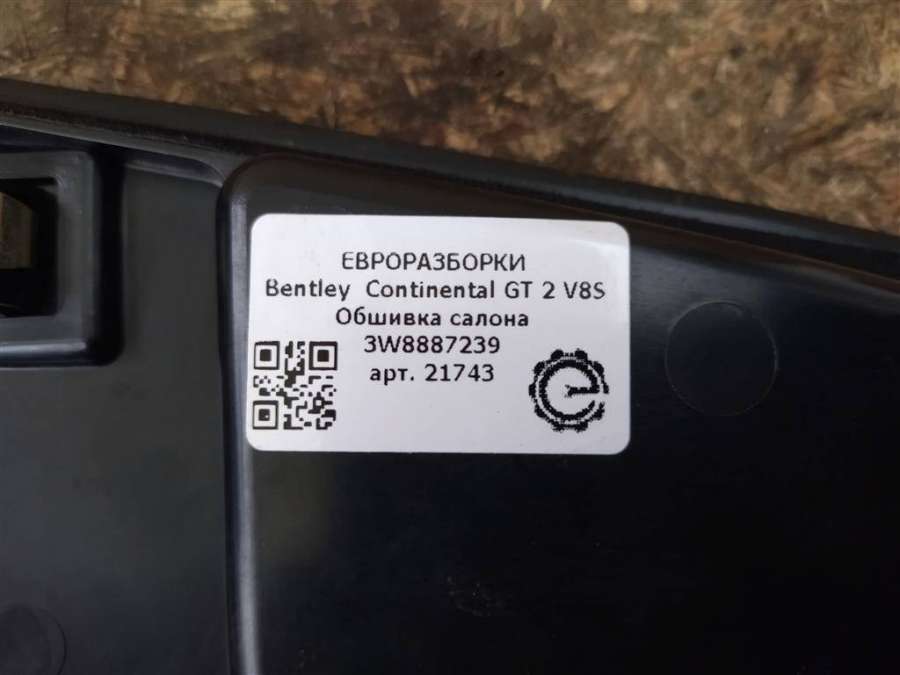 ЕВРОРАЗБОРКИ
Bentley Continental GT 2 V8S
Обшивка салона
3W8887239
арт. 21743